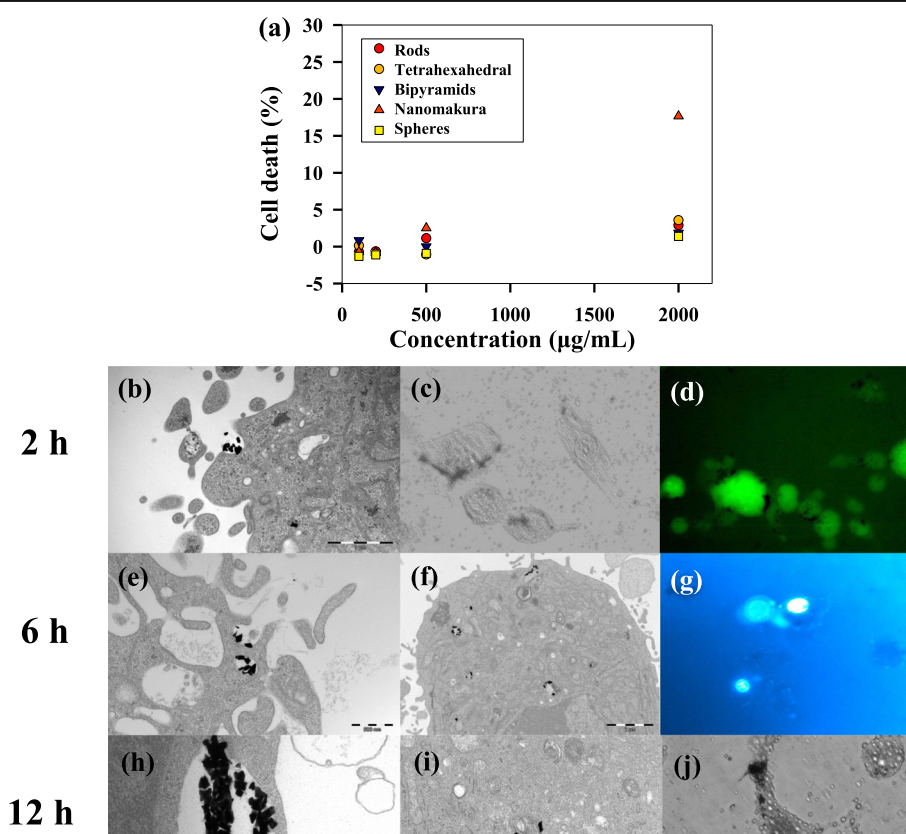 (a)
30
25
20
15
10
5
0
-5
Cell death (%)
Rods
Tetrahexahedral
Bipyramids
Nanomakura
Spheres
0 500 1000 1500 2000
Concentration (µg/mL)
2 h
(b) (c) (d)
6 h
(e) (f) (g)
12 h
(h) (i) (j)